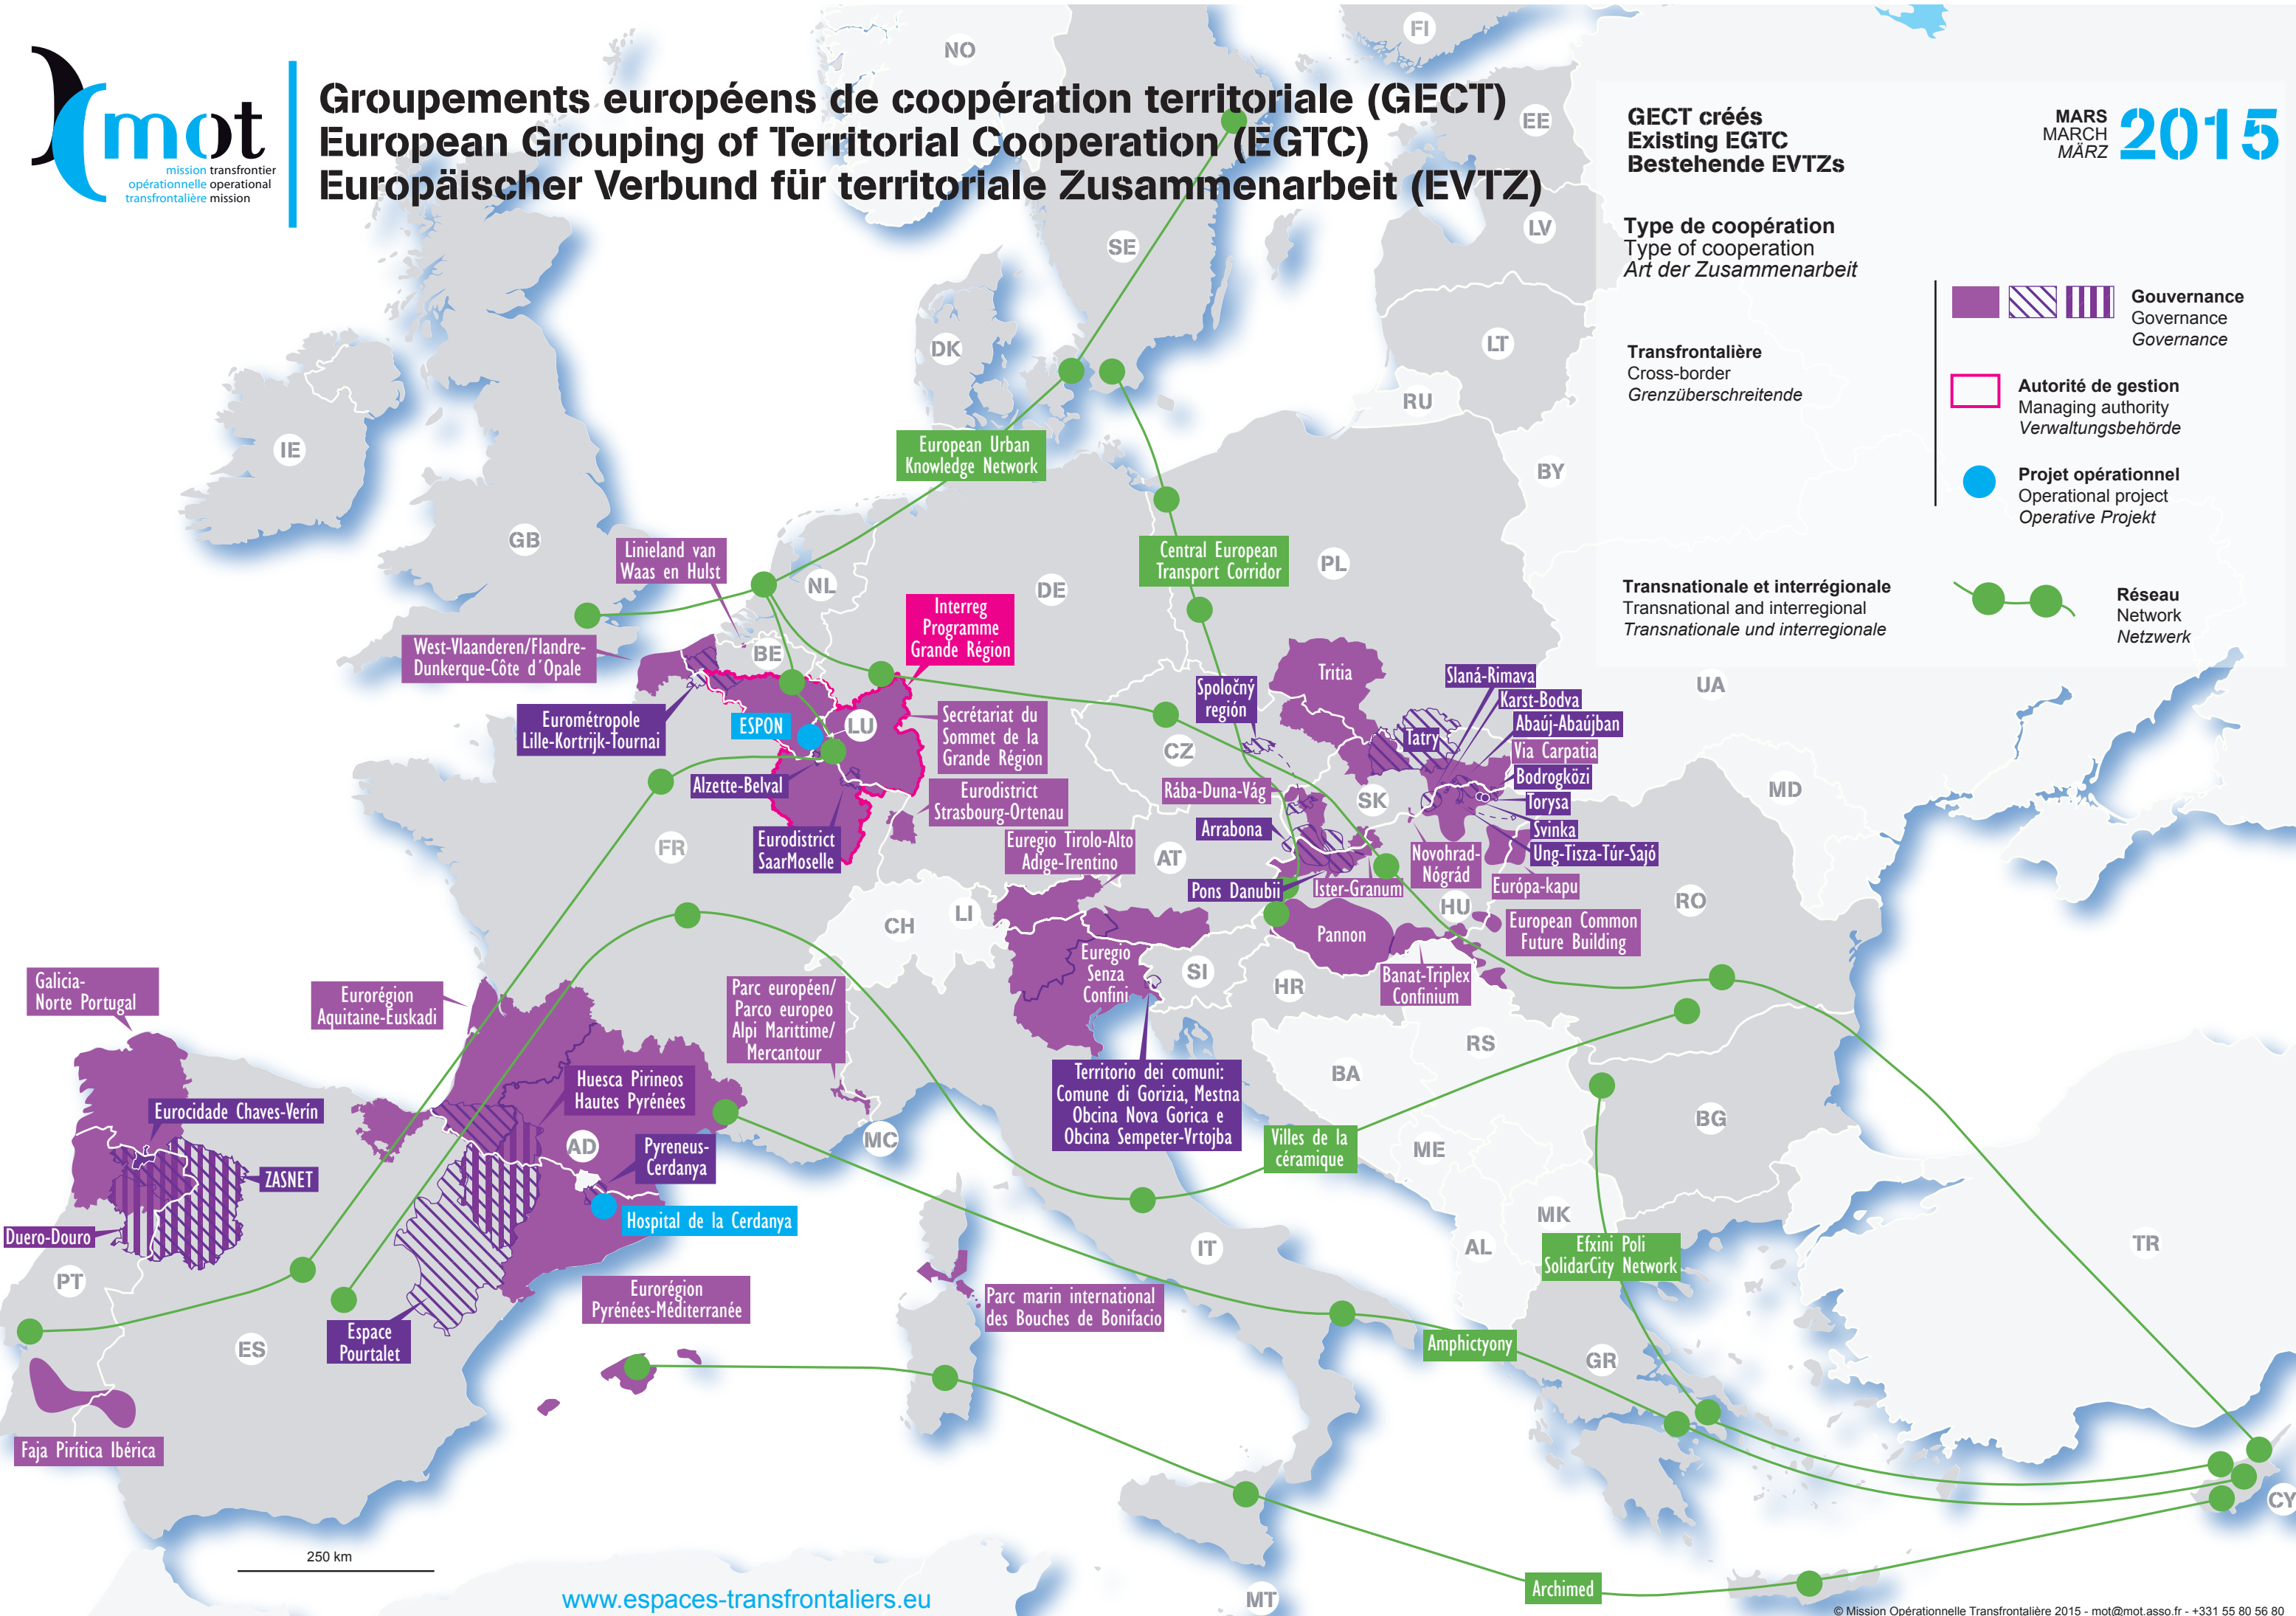 mot
mission transfrontier
opérationnelle operational
transfrontalière mission
Groupements européens de coopération territoriale (GECT)
European Grouping of Territorial Cooperation (EGTC)
Europäischer Verbund für territoriale Zusammenarbeit (EVTZ)
GECT créés
Existing EGTC
Bestehende EVTZs
MARS
MARCH
MÄRZ
2015
Type de coopération
Type of cooperation
Art der Zusammenarbeit
Gouvernance
Governance
Governance
Transfrontalière
Cross-border
Grenzüberschreitende
Autorité de gestion
Managing authority
Verwaltungsbehörde
Projet opérationnel
Operational project
Operative Projekt
Transnationale et interrégionale
Transnational and interregional
Transnationale und interregionale
Réseau
Network
Netzwerk
NO
FI
EE
SE
LV
DK
LT
RU
IE
BY
GB
NL
DE
PL
BE
UA
LU
CZ
SK
MD
FR
AT
RO
CH
LI
HU
SI
HR
RS
BA
BG
AD
MC
ME
MK
IT
AL
TR
PT
ES
GR
CY
MT
European Urban
Knowledge Network
Linieland van
Waas en Hulst
Central European
Transport Corridor
Interreg
Programme
Grande Région
West-Vlaanderen/Flandre-
Dunkerque-Côte d'Opale
Tritia
Slaná-Rimava
Spoločný
región
Karst-Bodva
Eurométropole
Lille-Kortrijk-Tournai
ESPON
Secrétariat du
Sommet de la
Grande Région
Abaúj-Abaújban
Tatry
Via Carpatia
Alzette-Belval
Bodrogközi
Rába-Duna-Vág
Eurodistrict
Strasbourg-Ortenau
Torysa
Arrabona
Svinka
Eurodistrict
SaarMoselle
Euregio Tirolo-Alto
Adige-Trentino
Novohrad-
Nógrád
Ung-Tisza-Túr-Sajó
Pons Danubii
Ister-Granum
Európa-kapu
Pannon
European Common
Future Building
Euregio
Senza
Confini
Banat-Triplex
Confinium
Galicia-
Norte Portugal
Eurorégion
Aquitaine-Euskadi
Parc européen/
Parco europeo
Alpi Marittime/
Mercantour
Huesca Pirineos
Hautes Pyrénées
Territorio dei comuni:
Comune di Gorizia, Mestna
Obcina Nova Gorica e
Obcina Sempeter-Vrtojba
Eurocidade Chaves-Verín
Villes de la
céramique
Pyreneus-
Cerdanya
ZASNET
Hospital de la Cerdanya
Duero-Douro
Efxini Poli
SolidarCity Network
Eurorégion
Pyrénées-Méditerranée
Parc marin international
des Bouches de Bonifacio
Espace
Pourtalet
Amphictyony
Faja Pirítica Ibérica
Archimed
250 km
www.espaces-transfrontaliers.eu
© Mission Opérationnelle Transfrontalière 2015 - mot@mot.asso.fr - +331 55 80 56 80